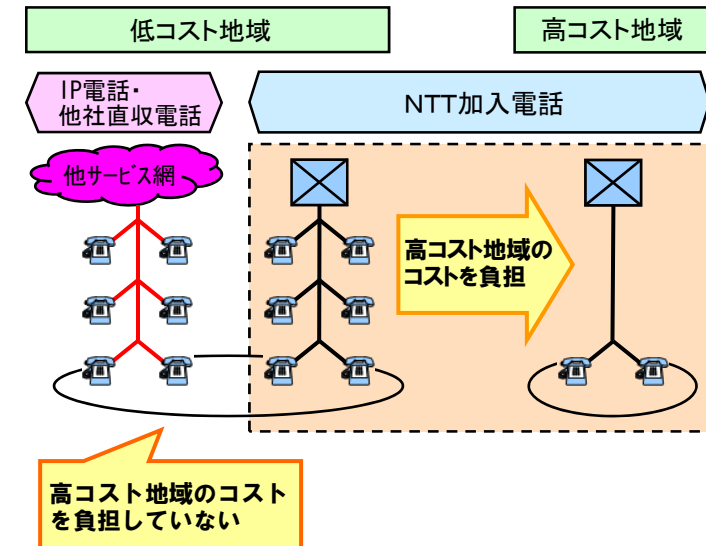 低コスト地域
高コスト地域
IP電話・
他社直収電話
NTT加入電話
他サービス網
高コスト地域の
コストを負担
高コスト地域のコスト
を負担していない